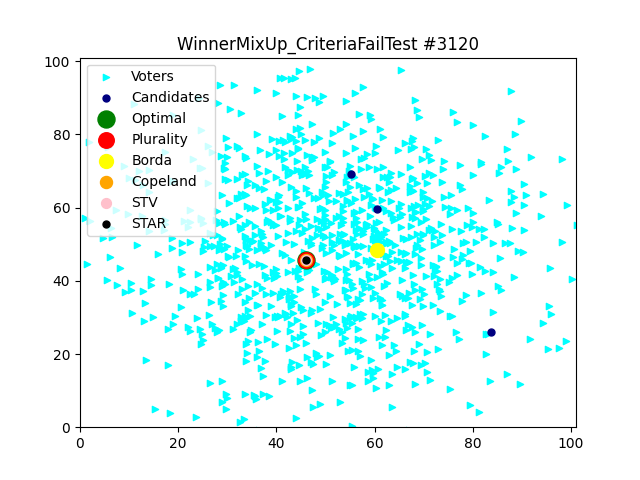 WinnerMixUp_CriteriaFailTest #3120
100
80
60
40
20
0
0 20 40 60 80 100
Voters
Candidates
Optimal
Plurality
Borda
Copeland
STV
STAR